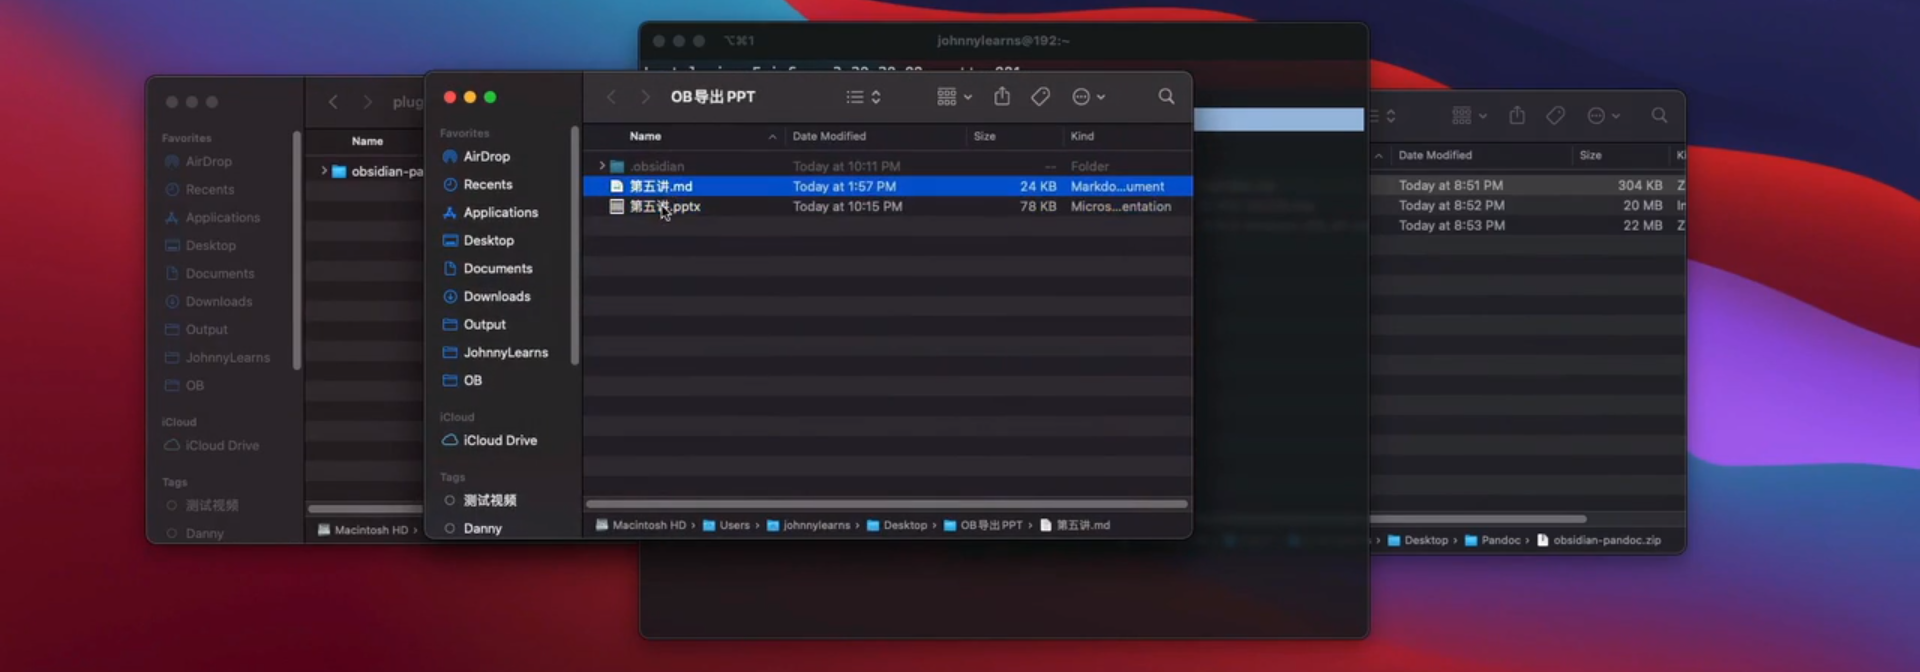 ⌥⌘1
johnnylearns@192:~
plug
Favorites
AirDrop
Recents
Applications
Desktop
Documents
Downloads
Output
JohnnyLearns
OB
iCloud
iCloud Drive
Tags
测试视频
Danny
Name
obsidian-pa
Macintosh HD ›
OB导出PPT
Favorites
AirDrop
Recents
Applications
Desktop
Documents
Downloads
Output
JohnnyLearns
OB
iCloud
iCloud Drive
Tags
测试视频
Danny
Name Date Modified Size Kind
.obsidian Today at 10:11 PM -- Folder
第五讲.md Today at 1:57 PM 24 KB Markdo...ument
第五讲.pptx Today at 10:15 PM 78 KB Micros...entation
Macintosh HD › Users › johnnylearns › Desktop › OB导出PPT › 第五讲.md
Date Modified Size Ki
Today at 8:51 PM 304 KB Z
Today at 8:52 PM 20 MB In
Today at 8:53 PM 22 MB Z
› Desktop › Pandoc › obsidian-pandoc.zip